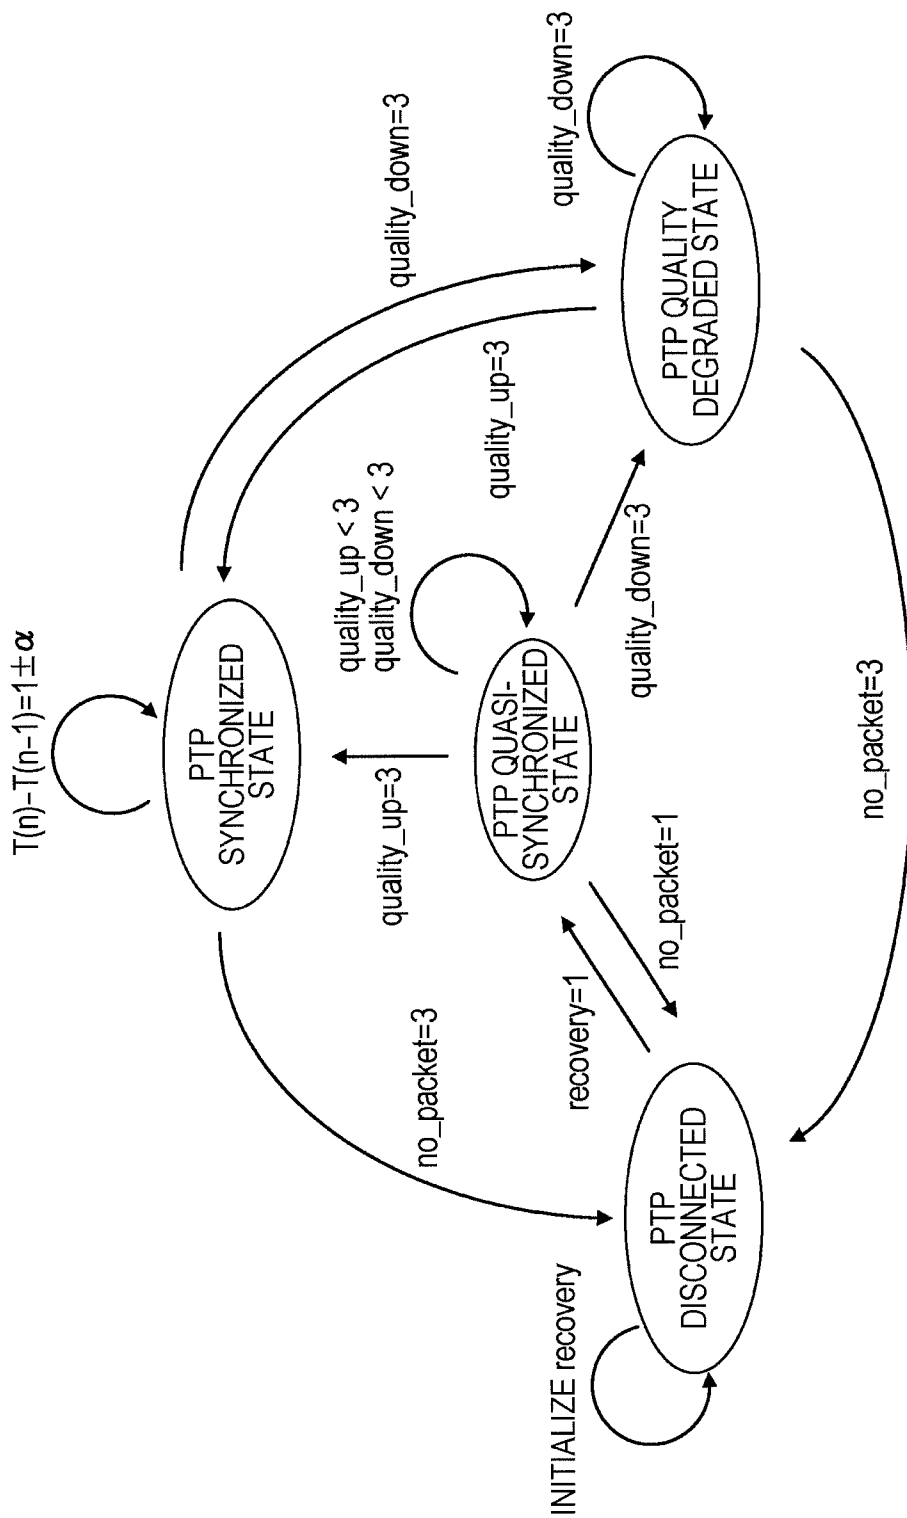 T(n)−T(n−1)=1±α
PTP
SYNCHRONIZED
STATE
quality_down=3
quality_up=3
no_packet=3
quality_up=3
quality_up < 3
quality_down < 3
PTP QUASI-
SYNCHRONIZED
STATE
recovery=1
no_packet=1
quality_down=3
quality_down=3
INITIALIZE recovery
PTP
DISCONNECTED
STATE
PTP QUALITY
DEGRADED STATE
no_packet=3